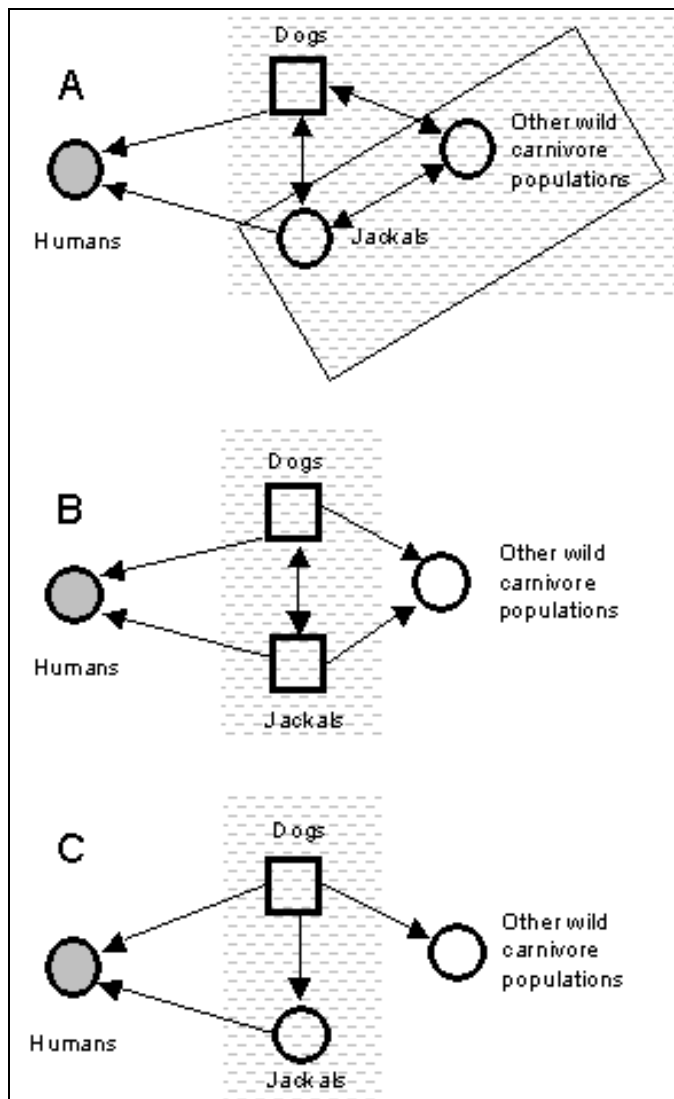 Dogs
A
Other wild
carnivore
populations
Humans
Jackals
Dogs
B
Other wild
carnivore
populations
Humans
Jackals
Dogs
C
Other wild
carnivore
populations
Humans
Jackals